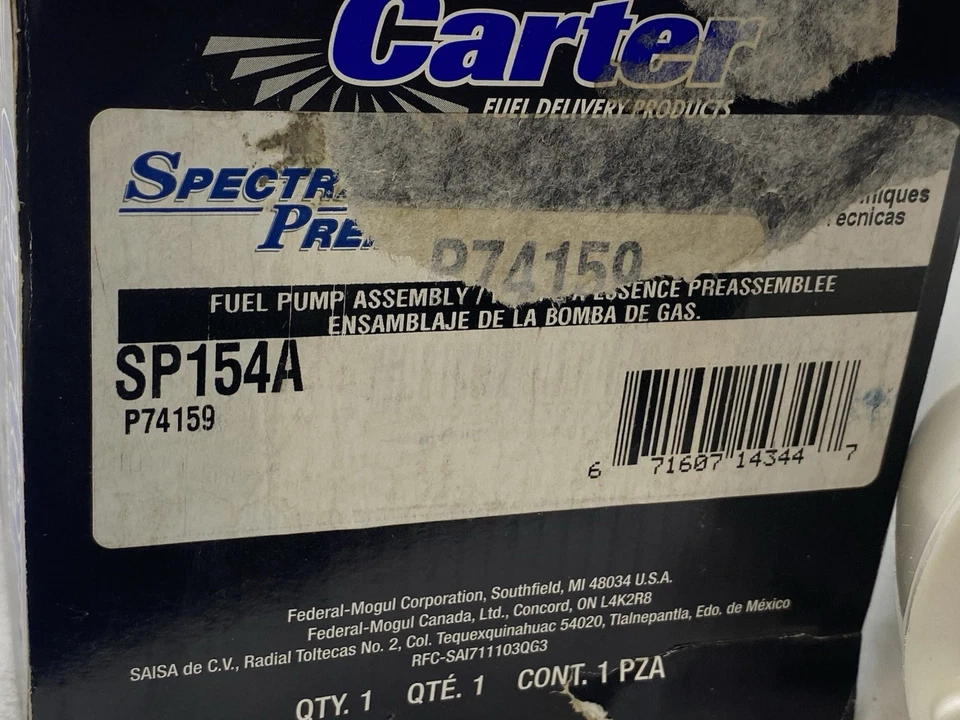 Carter
FUEL DELIVERY PRODUCTS
SPECTRA
PRE
niques
ecnicas
P74159
FUEL PUMP ASSEMBLY / ESSENCE PREASSEMBLEE
ENSAMBLAJE DE LA BOMBA DE GAS.
SP154A
P74159
6 71607 14344 7
Federal-Mogul Corporation, Southfield, MI 48034 U.S.A.
Federal-Mogul Canada, Ltd., Concord, ON L4K2R8
SAISA de C.V., Radial Toltecas No. 2, Col. Tequexquinahuac 54020, Tlalnepantla, Edo. de México
RFC-SAI711103QG3
QTY. 1 QTÉ. 1 CONT. 1 PZA